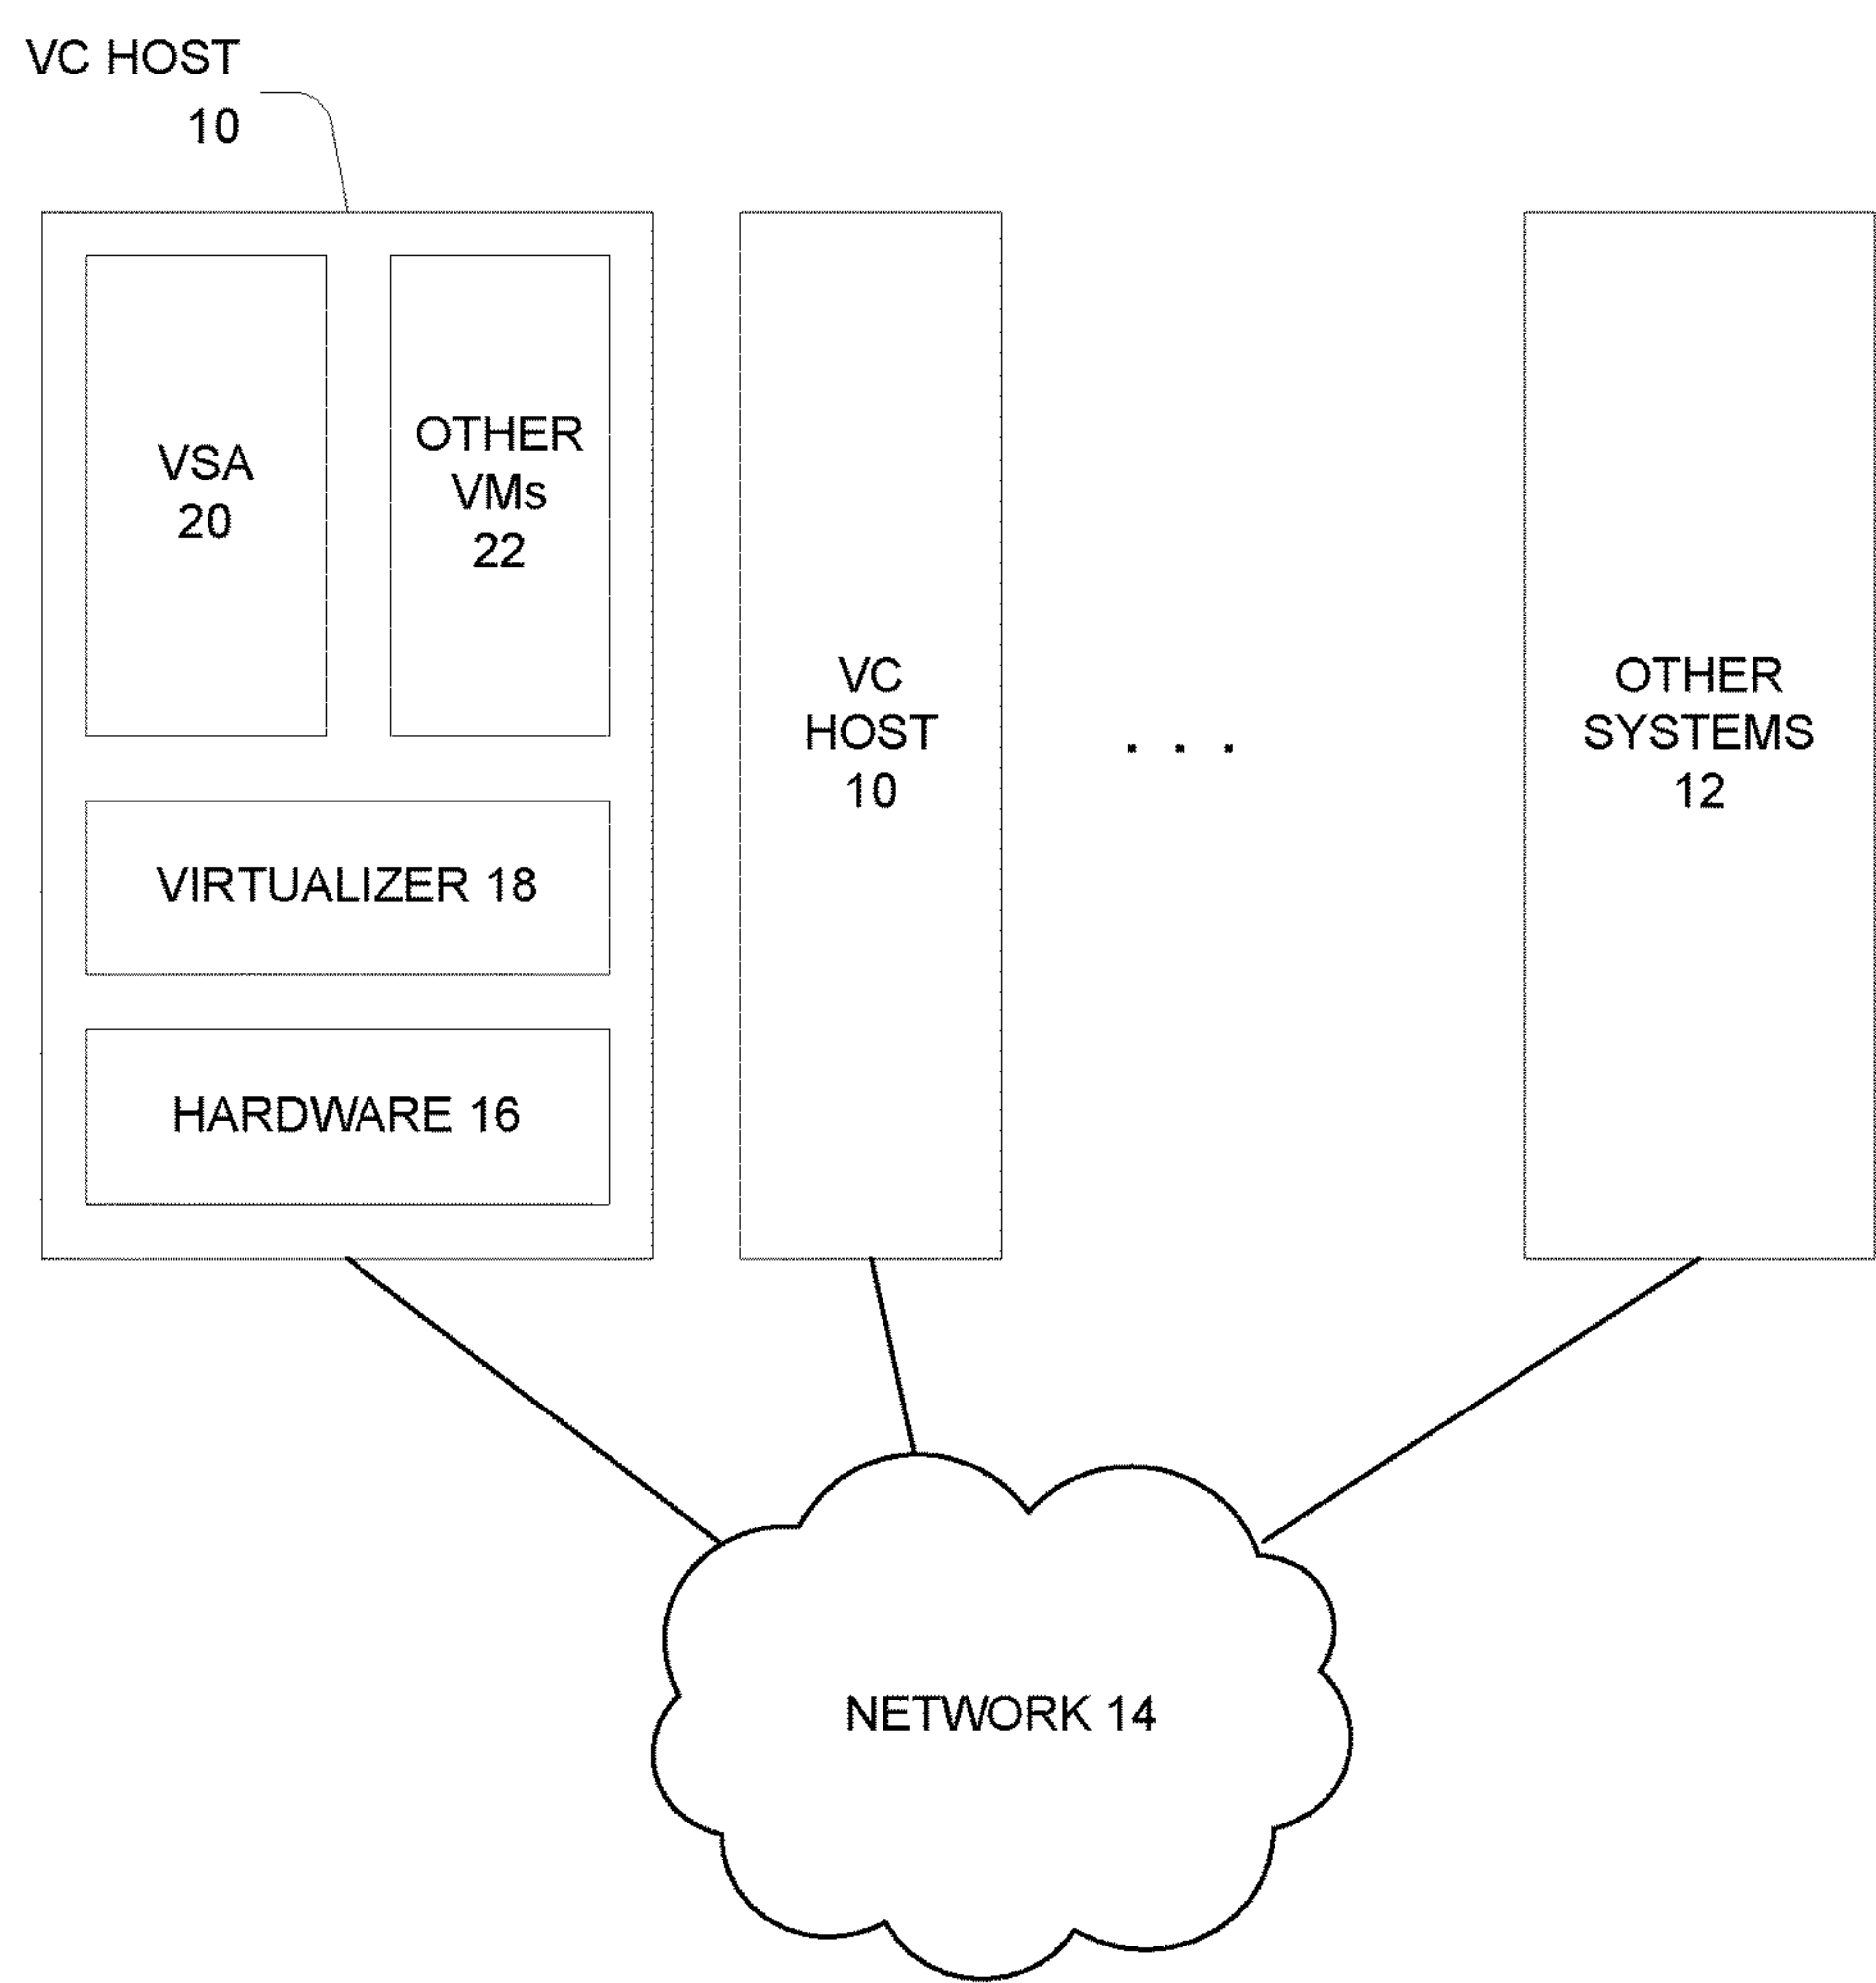 VC HOST
10
VSA
20
OTHER
VMs
22
VIRTUALIZER 18
HARDWARE 16
VC
HOST
10
. . .
OTHER
SYSTEMS
12
NETWORK 14